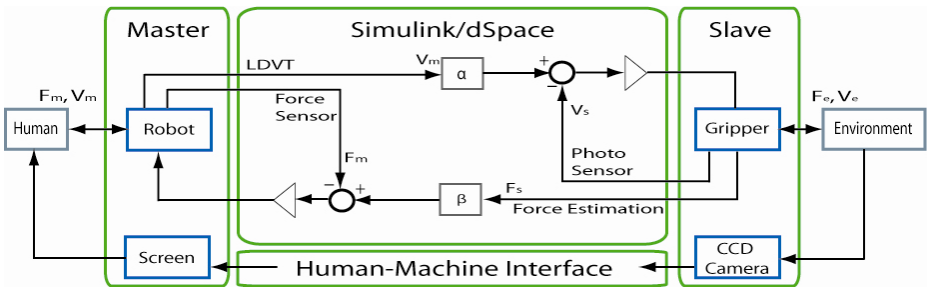 Master
Simulink/dSpace
Slave
LDVT
Vm
α
+
−
Vs
Fm, Vm
Force
Sensor
Fe, Ve
Human
Robot
Gripper
Environment
Fm
Photo
Sensor
−
+
β
Fs
Force Estimation
Screen
Human-Machine Interface
CCD
Camera